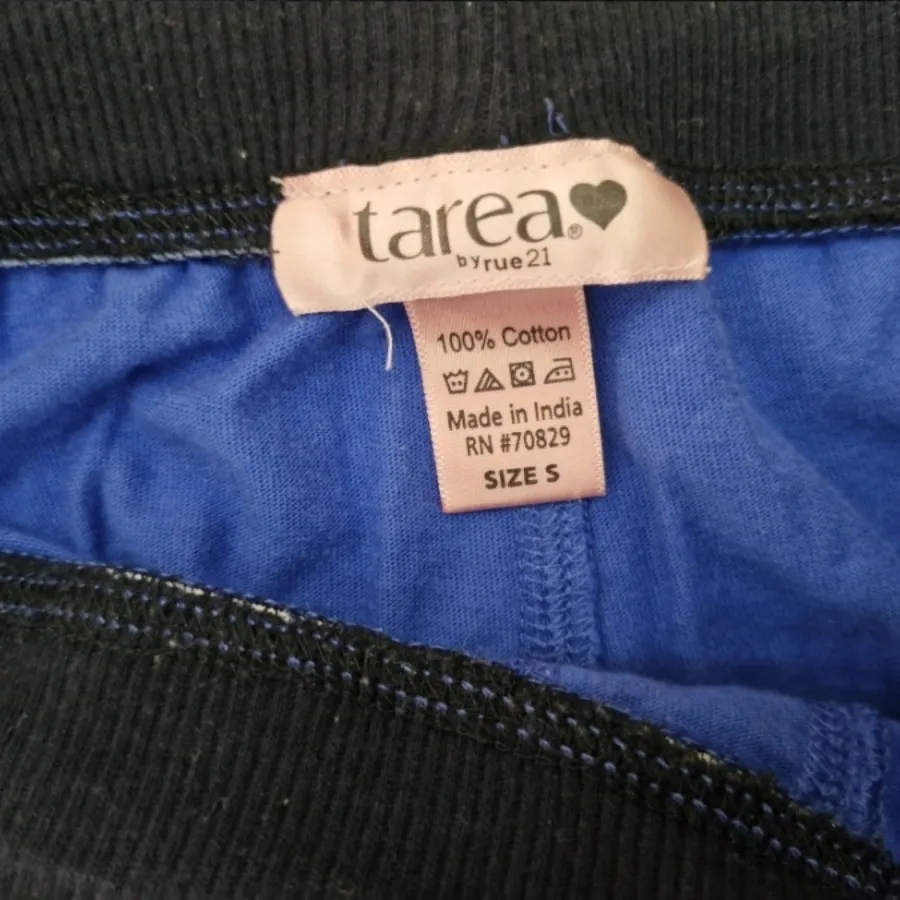 tarea®
by rue21
100% Cotton
Made in India
RN #70829
SIZE S